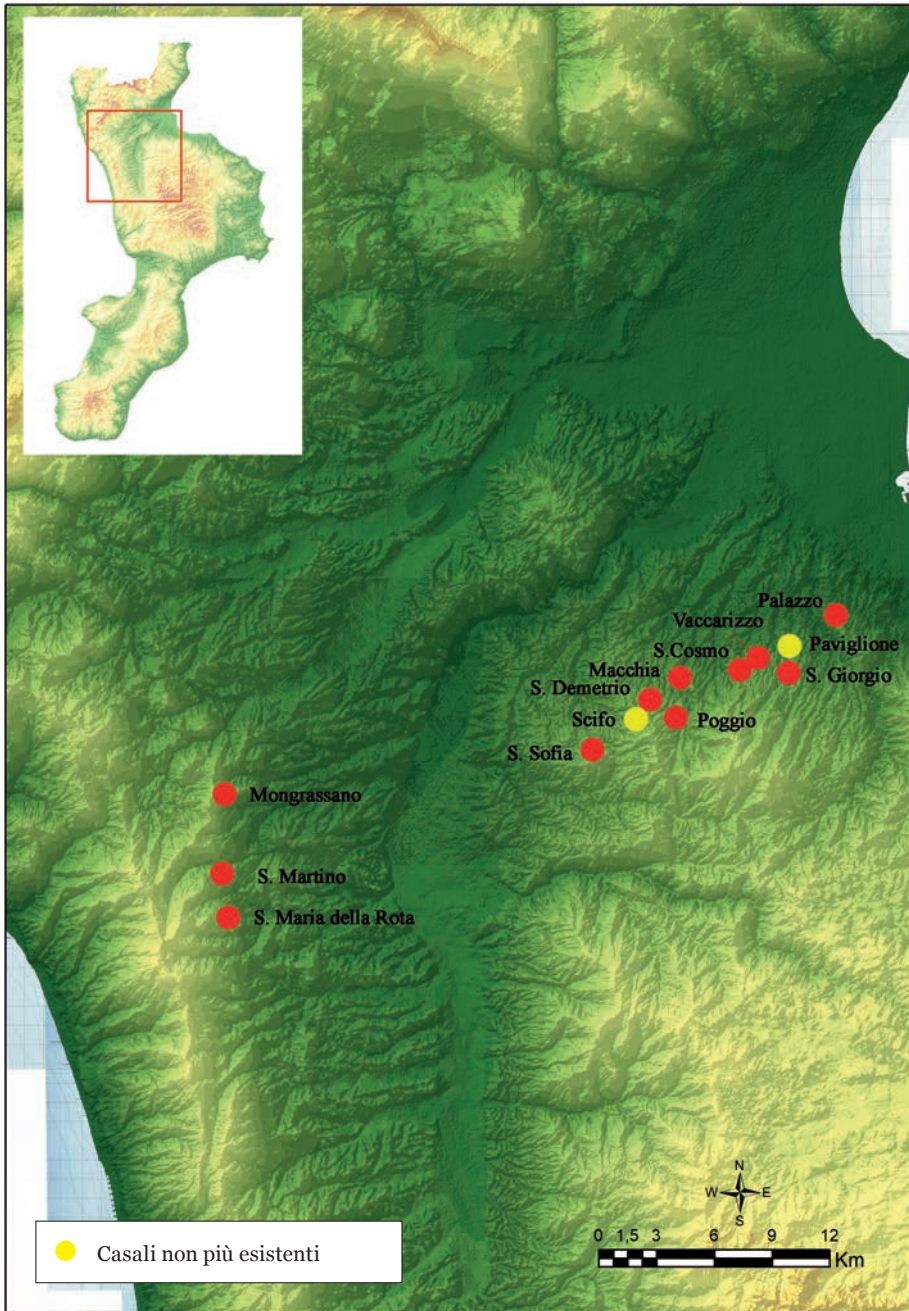 Palazzo
Vaccarizzo
Paviglione
S.Cosmo
Macchia
S. Giorgio
S. Demetrio
Scifo
Poggio
S. Sofia
Mongrassano
S. Martino
S. Maria della Rota
N
W E
S
0 1,5 3 6 9 12
Km
Casali non più esistenti